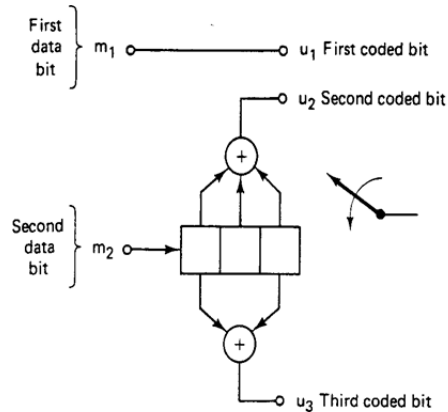 First
data
bit
m₁
u₁ First coded bit
u₂ Second coded bit
+
Second
data
bit
m₂
+
u₃ Third coded bit